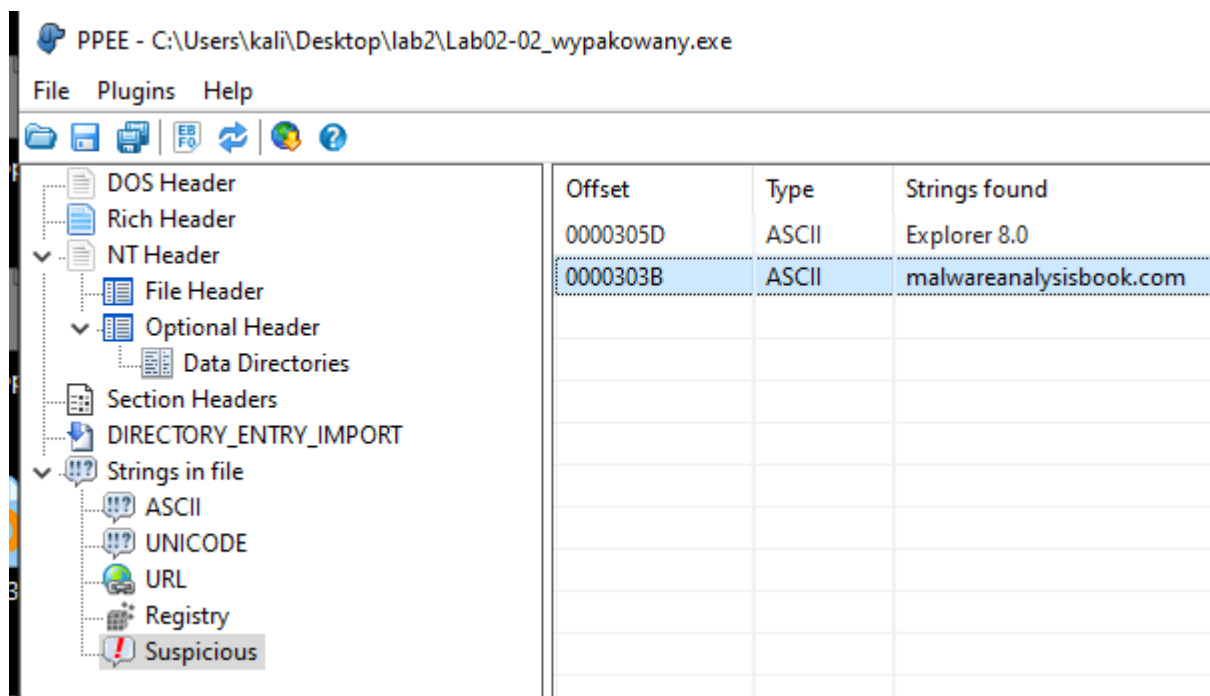 PPEE - C:\Users\kali\Desktop\lab2\Lab02-02_wypakowany.exe
File Plugins Help
DOS Header
Rich Header
NT Header
File Header
Optional Header
Data Directories
Section Headers
DIRECTORY_ENTRY_IMPORT
Strings in file
ASCII
UNICODE
URL
Registry
Suspicious
Offset Type Strings found
0000305D ASCII Explorer 8.0
0000303B ASCII malwareanalysisbook.com